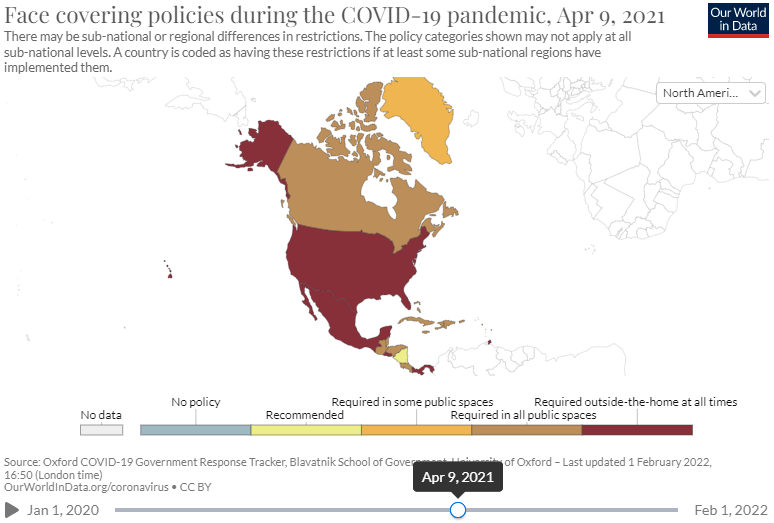 Face covering policies during the COVID-19 pandemic, Apr 9, 2021
Our World
in Data
There may be sub-national or regional differences in restrictions. The policy categories shown may not apply at all
sub-national levels. A country is coded as having these restrictions if at least some sub-national regions have
implemented them.
North Ameri...
No policy
Required in some public spaces
Required outside-the-home at all times
No data
Recommended
Required in all public spaces
Source: Oxford COVID-19 Government Response Tracker, Blavatnik School of Government, University of Oxford – Last updated 1 February 2022,
16:50 (London time)
OurWorldInData.org/coronavirus • CC BY
Apr 9, 2021
Jan 1, 2020
Feb 1, 2022